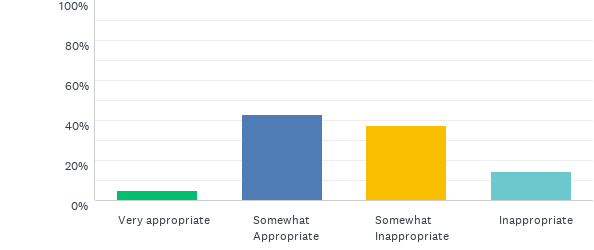 100%
80%
60%
40%
20%
0%
Very appropriate
Somewhat
Appropriate
Somewhat
Inappropriate
Inappropriate